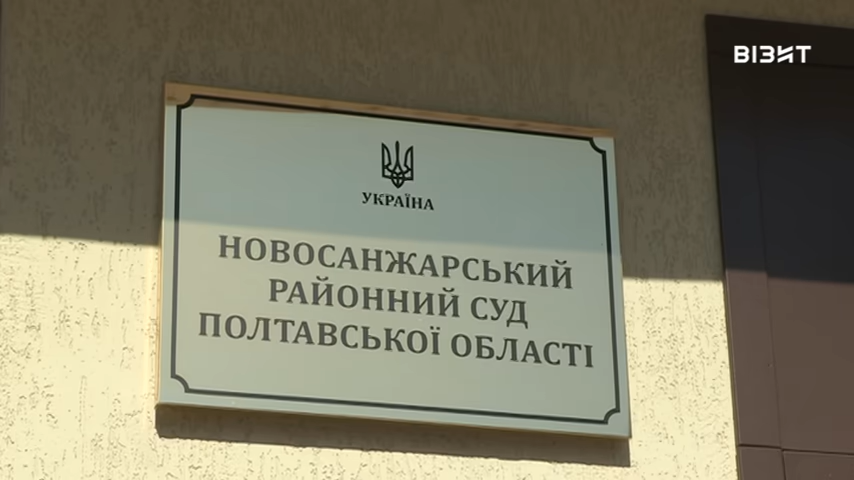 ВІЗИТ
УКРАЇНА
НОВОСАНЖАРСЬКИЙ
РАЙОННИЙ СУД
ПОЛТАВСЬКОЇ ОБЛАСТІ